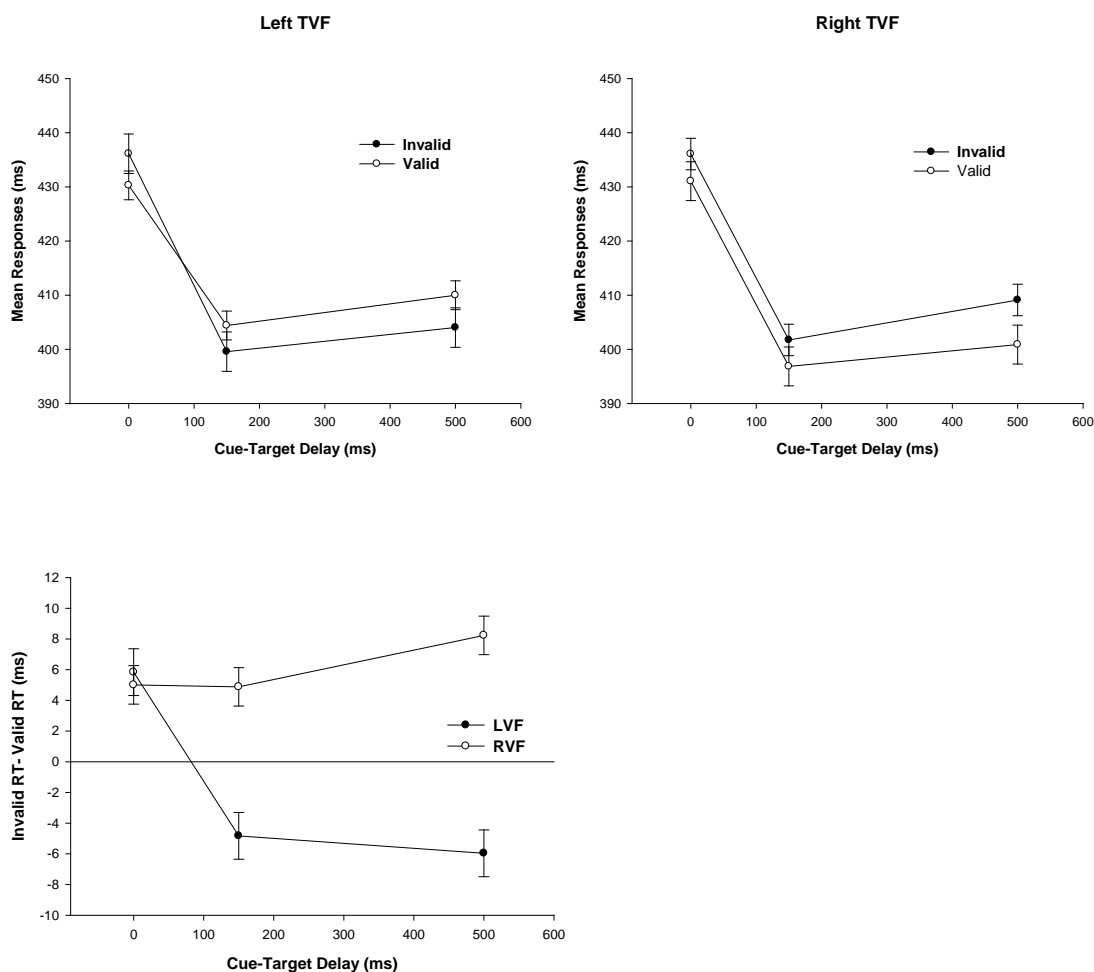 Left TVF
Right TVF
450
440
430
420
410
400
390
Mean Responses (ms)
Invalid
Valid
0 100 200 300 400 500 600
Cue-Target Delay (ms)
450
440
430
420
410
400
390
Mean Responses (ms)
Invalid
Valid
0 100 200 300 400 500 600
Cue-Target Delay (ms)
12
10
8
6
4
2
0
-2
-4
-6
-8
-10
Invalid RT- Valid RT (ms)
LVF
RVF
0 100 200 300 400 500 600
Cue-Target Delay (ms)